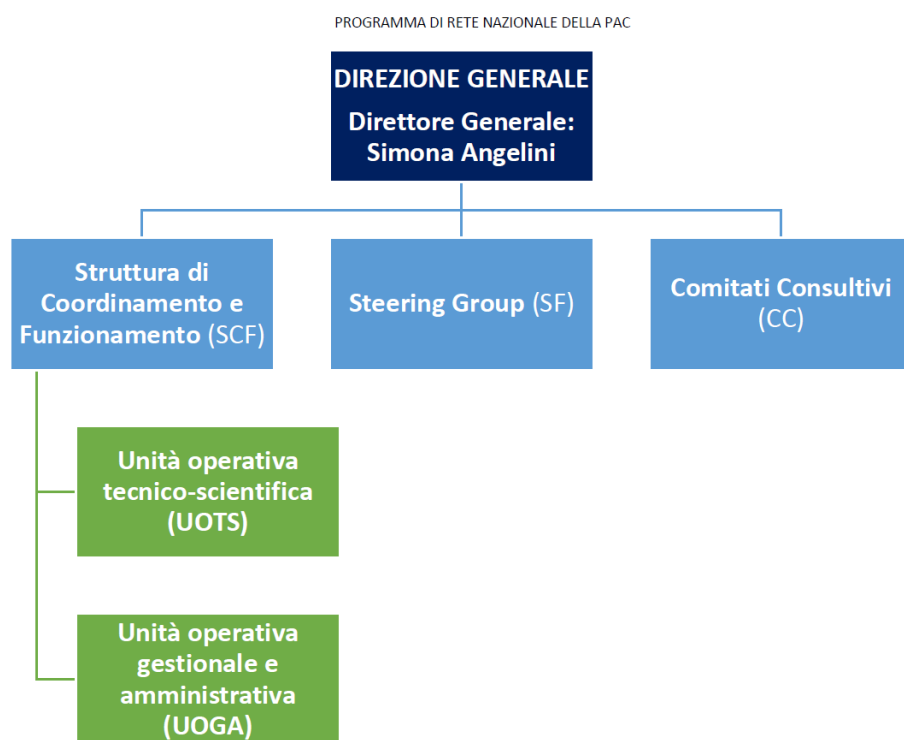 PROGRAMMA DI RETE NAZIONALE DELLA PAC
DIREZIONE GENERALE
Direttore Generale:
Simona Angelini
Struttura di
Coordinamento e
Funzionamento (SCF)
Steering Group (SF)
Comitati Consultivi
(CC)
Unità operativa
tecnico-scientifica
(UOTS)
Unità operativa
gestionale e
amministrativa
(UOGA)